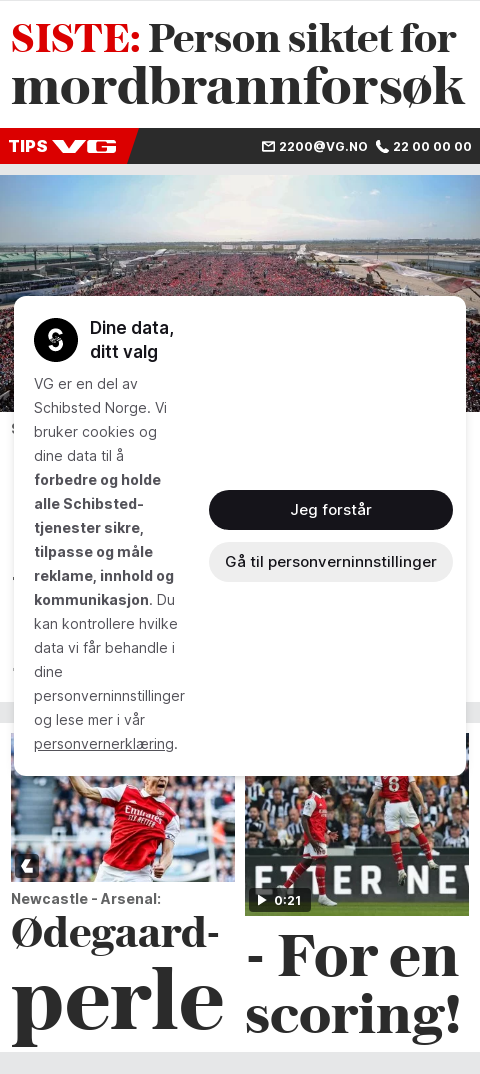 SISTE: Person siktet for
mordbrannforsøk
TIPS VG
2200@VG.NO 22 00 00 00
Dine data,
ditt valg
VG er en del av
Schibsted Norge. Vi
bruker cookies og
dine data til å
forbedre og holde
alle Schibsted-
tjenester sikre,
tilpasse og måle
reklame, innhold og
kommunikasjon. Du
kan kontrollere hvilke
data vi får behandle i
dine
personverninnstillinger
og lese mer i vår
personvernerklæring.
Jeg forstår
Gå til personverninnstillinger
Newcastle - Arsenal:
Ødegaard-
perle
ETTER NEW
0:21
- For en
scoring!